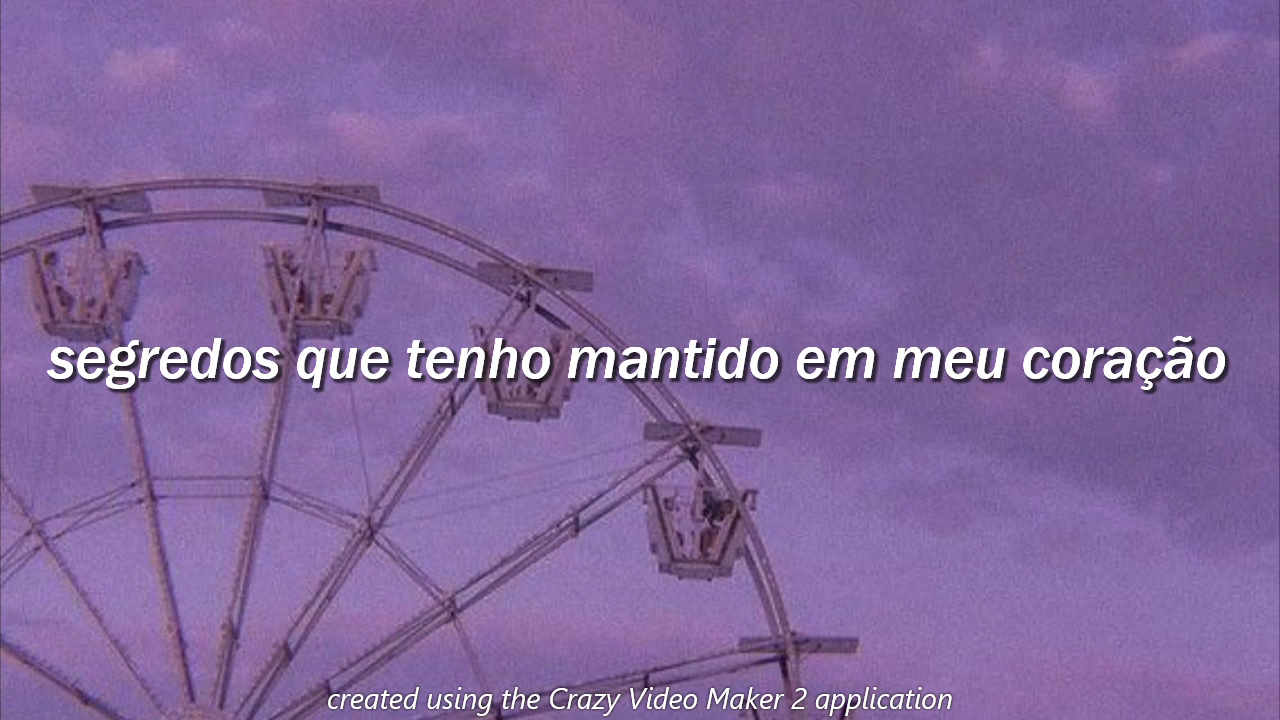 segredos que tenho mantido em meu coração
created using the Crazy Video Maker 2 application